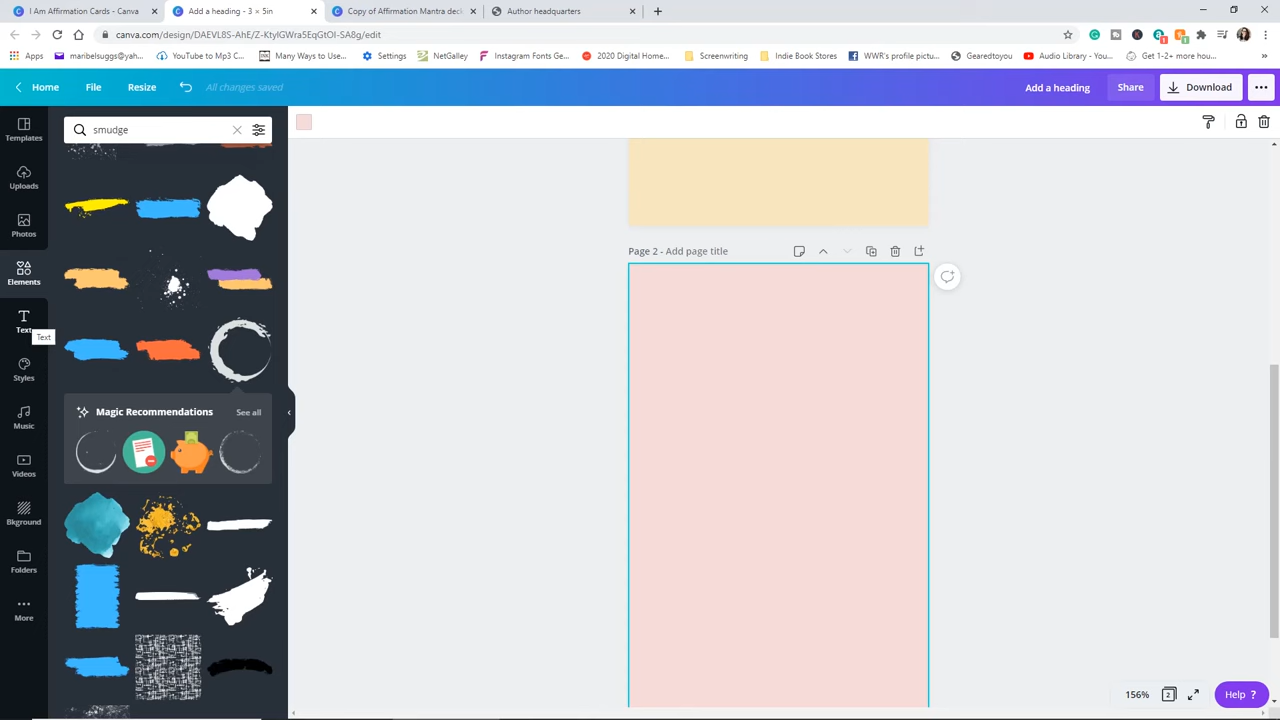 I Am Affirmation Cards - Canva
Add a heading - 3 × 5in
Copy of Affirmation Mantra deck
Author headquarters
canva.com/design/DAEVL8S-AhE/Z-KtyIGWra5EqGfOI-SA8g/edit
Apps
maribelsuggs@yah...
YouTube to Mp3 C...
Many Ways to Use...
Settings
NetGalley
Instagram Fonts Ge...
2020 Digital Home...
Screenwriting
Indie Book Stores
WWR's profile pictu...
Gearedtoyou
Audio Library - You...
Get 1-2+ more hou...
Home
File
Resize
All changes saved
Add a heading
Share
Download
smudge
Templates
Uploads
Photos
Elements
Text
Text
Styles
Music
Videos
Bkground
Folders
More
Magic Recommendations
See all
Page 2 - Add page title
156%
2
Help ?